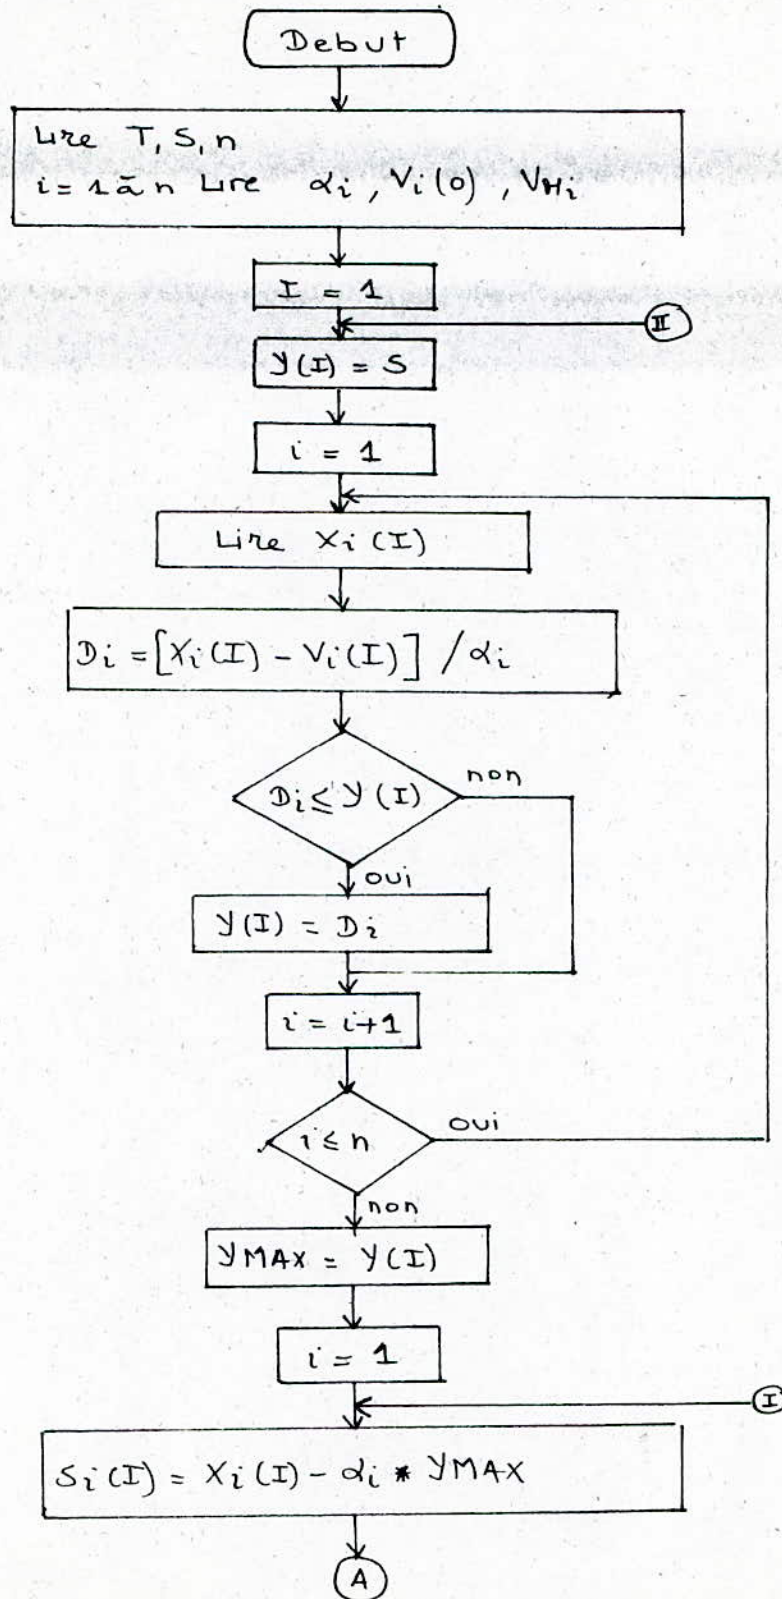 Debut
Lire T, S, n
i = 1 à n Lire αi, Vi(0), VMi
I = 1
II
Y(I) = S
i = 1
Lire Xi(I)
Di = [Xi(I) - Vi(I)] / αi
Di ≤ Y(I)
non
oui
Y(I) = Di
i = i+1
i ≤ n
oui
non
YMAX = Y(I)
i = 1
I
Si(I) = Xi(I) - αi * YMAX
A